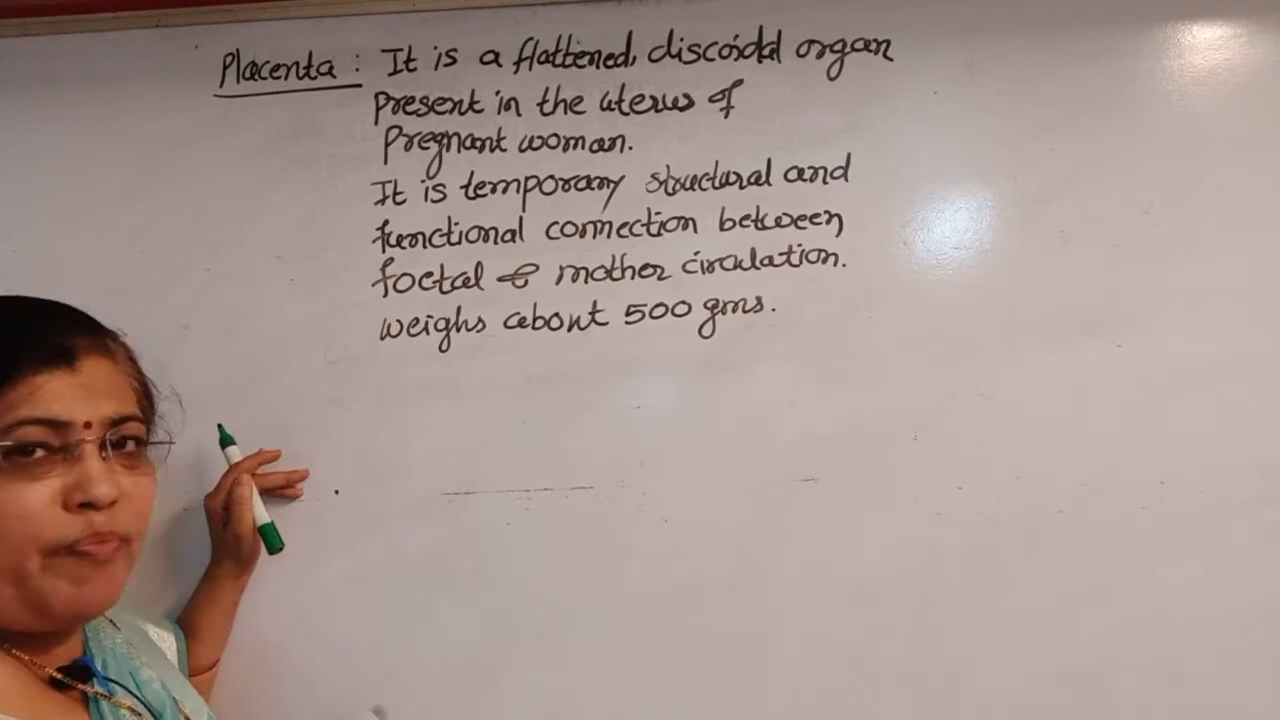 Placenta : It is a flattened, discoidal organ
present in the uterus of
Pregnant woman.
It is temporary structural and
functional connection between
foetal & mother circulation.
weighs about 500 gms.